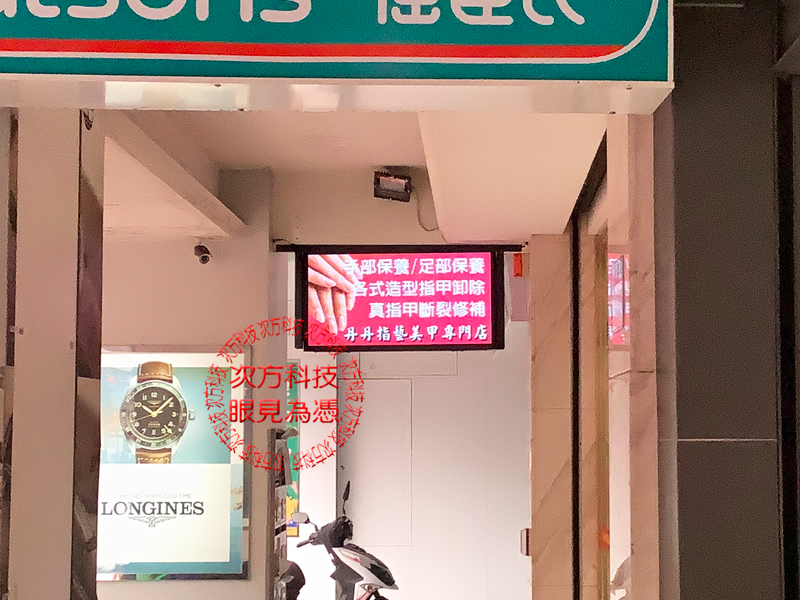 手部保養/足部保養
各式造型指甲卸除
真指甲斷裂修補
丹丹指藝美甲專門店
次方科技
眼見為憑
LONGINES